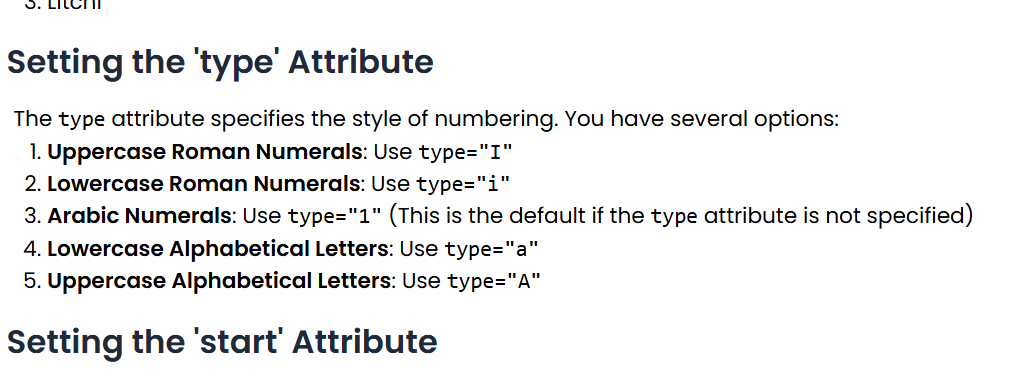 3. Litchi
Setting the 'type' Attribute
The type attribute specifies the style of numbering. You have several options:
1. Uppercase Roman Numerals: Use type="I"
2. Lowercase Roman Numerals: Use type="i"
3. Arabic Numerals: Use type="1" (This is the default if the type attribute is not specified)
4. Lowercase Alphabetical Letters: Use type="a"
5. Uppercase Alphabetical Letters: Use type="A"
Setting the 'start' Attribute